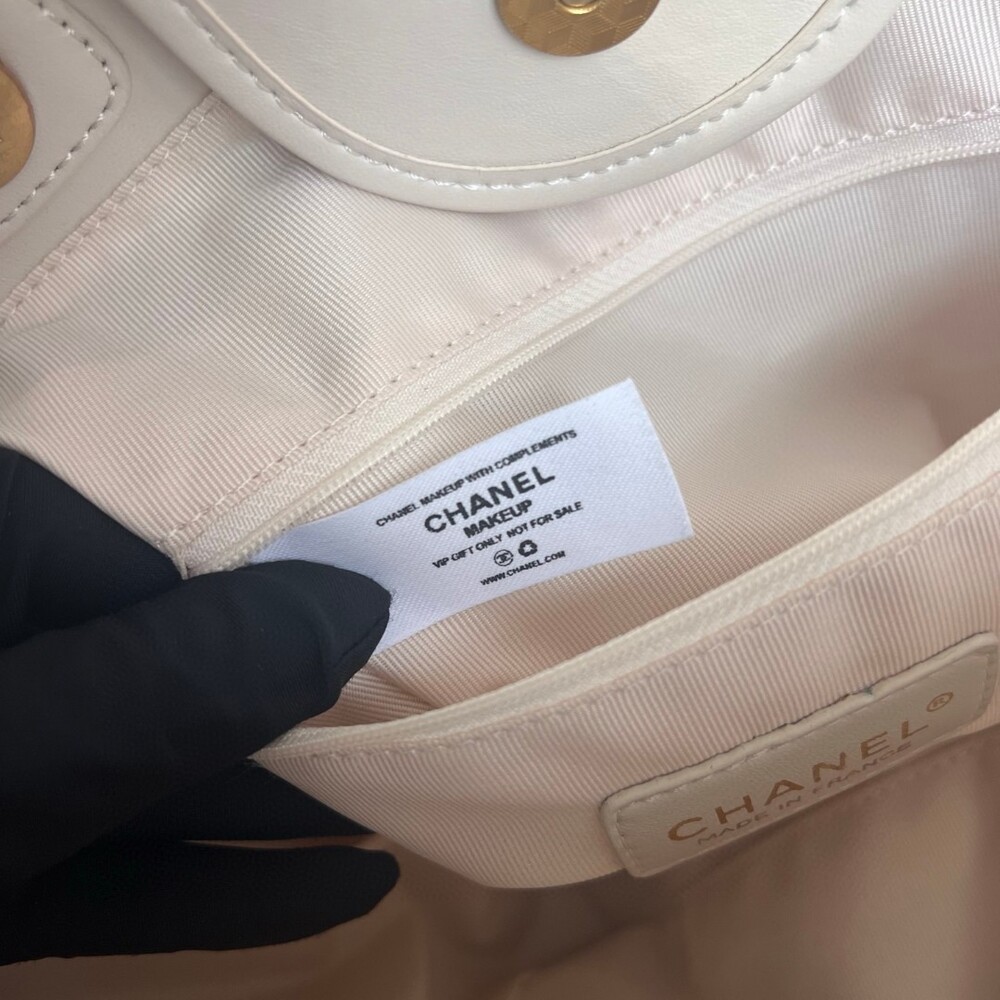 CHANEL MAKEUP WITH COMPLEMENTS
CHANEL
MAKEUP
VIP GIFT ONLY NOT FOR SALE
WWW.CHANEL.COM
CHANEL®
MADE IN FRANCE